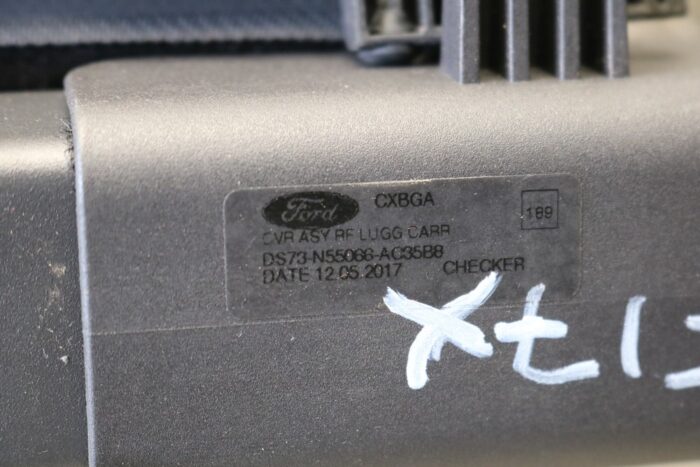 Ford CXBGA 189
CVR ASY RF LUGG CARR
DS73-N55066-AC35B8
DATE 12.05.2017 CHECKER